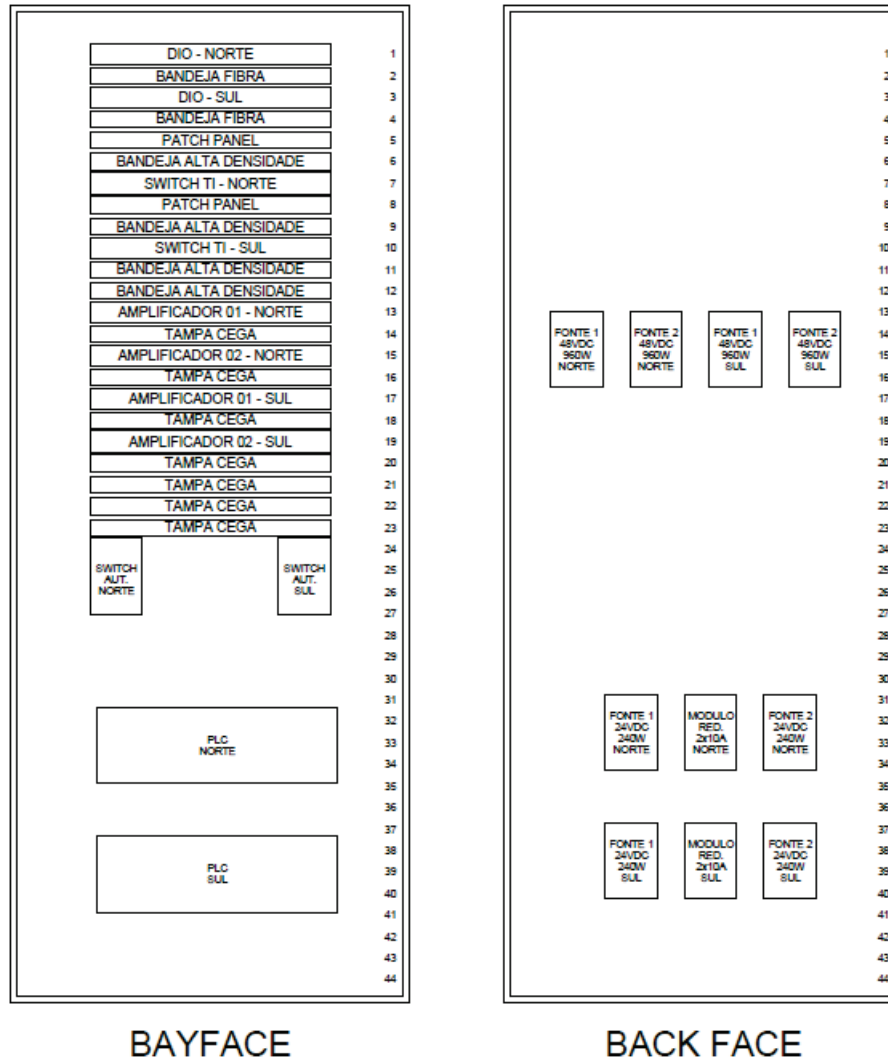 DIO - NORTE 1
BANDEJA FIBRA 2
DIO - SUL 3
BANDEJA FIBRA 4
PATCH PANEL 5
BANDEJA ALTA DENSIDADE 6
SWITCH TI - NORTE 7
PATCH PANEL 8
BANDEJA ALTA DENSIDADE 9
SWITCH TI - SUL 10
BANDEJA ALTA DENSIDADE 11
BANDEJA ALTA DENSIDADE 12
AMPLIFICADOR 01 - NORTE 13
TAMPA CEGA 14
AMPLIFICADOR 02 - NORTE 15
TAMPA CEGA 16
AMPLIFICADOR 01 - SUL 17
TAMPA CEGA 18
AMPLIFICADOR 02 - SUL 19
TAMPA CEGA 20
TAMPA CEGA 21
TAMPA CEGA 22
TAMPA CEGA 23
SWITCH
AUT.
NORTE
SWITCH
AUT.
SUL
24
25
26
27
28
29
30
31
32
33
34
35
36
37
38
39
40
41
42
43
44
PLC
NORTE
PLC
SUL
BAYFACE
1
2
3
4
5
6
7
8
9
10
11
12
13
14
15
16
17
18
19
20
21
22
23
24
25
26
27
28
29
30
31
32
33
34
35
36
37
38
39
40
41
42
43
44
FONTE 1
48VDC
960W
NORTE
FONTE 2
48VDC
960W
NORTE
FONTE 1
48VDC
960W
SUL
FONTE 2
48VDC
960W
SUL
FONTE 1
24VDC
240W
NORTE
MODULO
RED.
2x10A
NORTE
FONTE 2
24VDC
240W
NORTE
FONTE 1
24VDC
240W
SUL
MODULO
RED.
2x10A
SUL
FONTE 2
24VDC
240W
SUL
BACK FACE